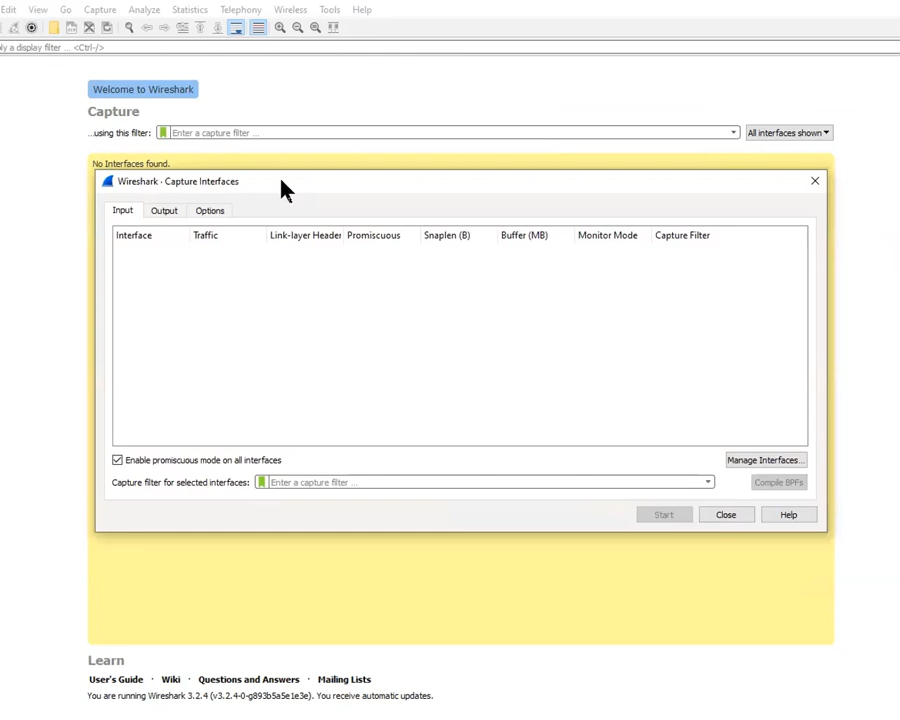 Edit View Go Capture Analyze Statistics Telephony Wireless Tools Help
ly a display filter ... <Ctrl-/>
Welcome to Wireshark
Capture
...using this filter: Enter a capture filter ... All interfaces shown
No Interfaces found.
Wireshark · Capture Interfaces
Input Output Options
Interface Traffic Link-layer Header Promiscuous Snaplen (B) Buffer (MB) Monitor Mode Capture Filter
Enable promiscuous mode on all interfaces Manage Interfaces...
Capture filter for selected interfaces: Enter a capture filter ... Compile BPFs
Start Close Help
Learn
User's Guide · Wiki · Questions and Answers · Mailing Lists
You are running Wireshark 3.2.4 (v3.2.4-0-g893b5a5e1e3e). You receive automatic updates.